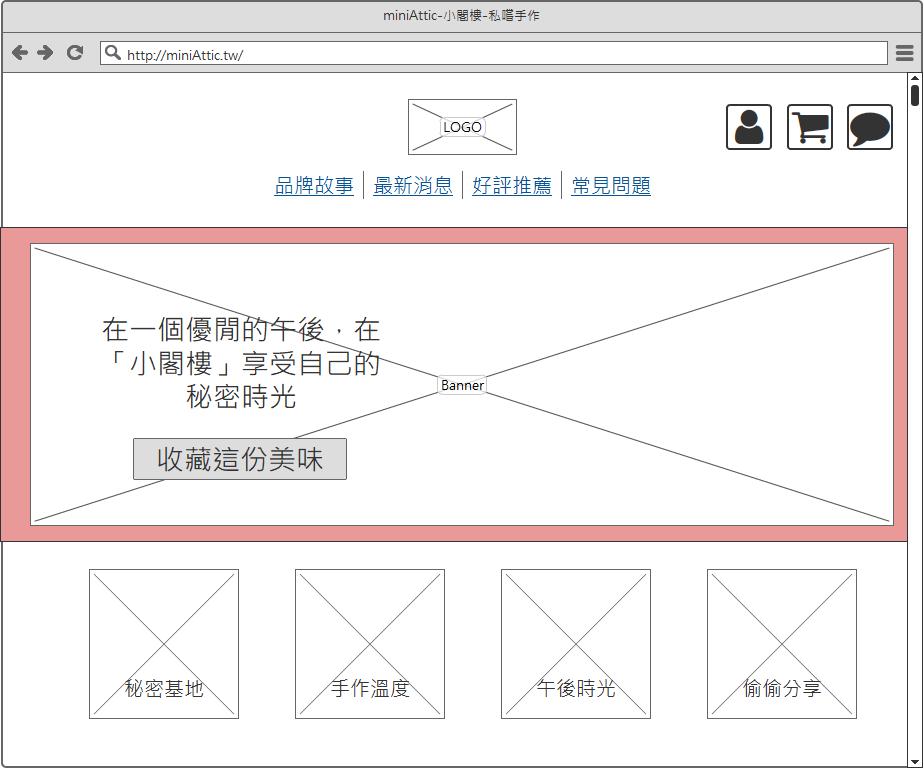 miniAttic-小閣樓-私嚐手作
http://miniAttic.tw/
LOGO
品牌故事 最新消息 好評推薦 常見問題
在一個優閒的午後，在
「小閣樓」享受自己的
秘密時光
Banner
收藏這份美味
秘密基地 手作溫度 午後時光 偷偷分享